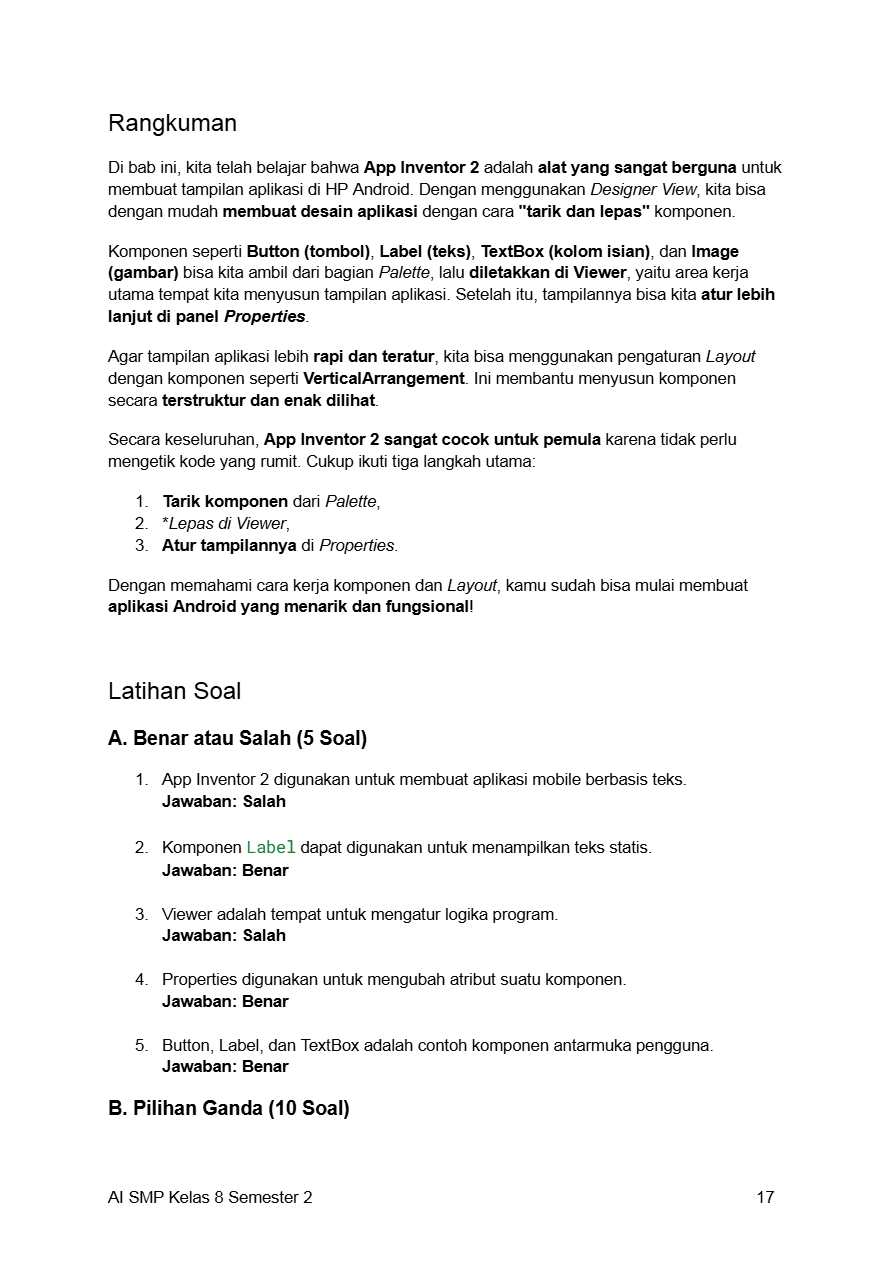 Rangkuman
Di bab ini, kita telah belajar bahwa App Inventor 2 adalah alat yang sangat berguna untuk
membuat tampilan aplikasi di HP Android. Dengan menggunakan Designer View, kita bisa
dengan mudah membuat desain aplikasi dengan cara "tarik dan lepas" komponen.
Komponen seperti Button (tombol), Label (teks), TextBox (kolom isian), dan Image
(gambar) bisa kita ambil dari bagian Palette, lalu diletakkan di Viewer, yaitu area kerja
utama tempat kita menyusun tampilan aplikasi. Setelah itu, tampilannya bisa kita atur lebih
lanjut di panel Properties.
Agar tampilan aplikasi lebih rapi dan teratur, kita bisa menggunakan pengaturan Layout
dengan komponen seperti VerticalArrangement. Ini membantu menyusun komponen
secara terstruktur dan enak dilihat.
Secara keseluruhan, App Inventor 2 sangat cocok untuk pemula karena tidak perlu
mengetik kode yang rumit. Cukup ikuti tiga langkah utama:
1. Tarik komponen dari Palette,
2. *Lepas di Viewer,
3. Atur tampilannya di Properties.
Dengan memahami cara kerja komponen dan Layout, kamu sudah bisa mulai membuat
aplikasi Android yang menarik dan fungsional!
Latihan Soal
A. Benar atau Salah (5 Soal)
1. App Inventor 2 digunakan untuk membuat aplikasi mobile berbasis teks.
Jawaban: Salah
2. Komponen Label dapat digunakan untuk menampilkan teks statis.
Jawaban: Benar
3. Viewer adalah tempat untuk mengatur logika program.
Jawaban: Salah
4. Properties digunakan untuk mengubah atribut suatu komponen.
Jawaban: Benar
5. Button, Label, dan TextBox adalah contoh komponen antarmuka pengguna.
Jawaban: Benar
B. Pilihan Ganda (10 Soal)
AI SMP Kelas 8 Semester 2 17